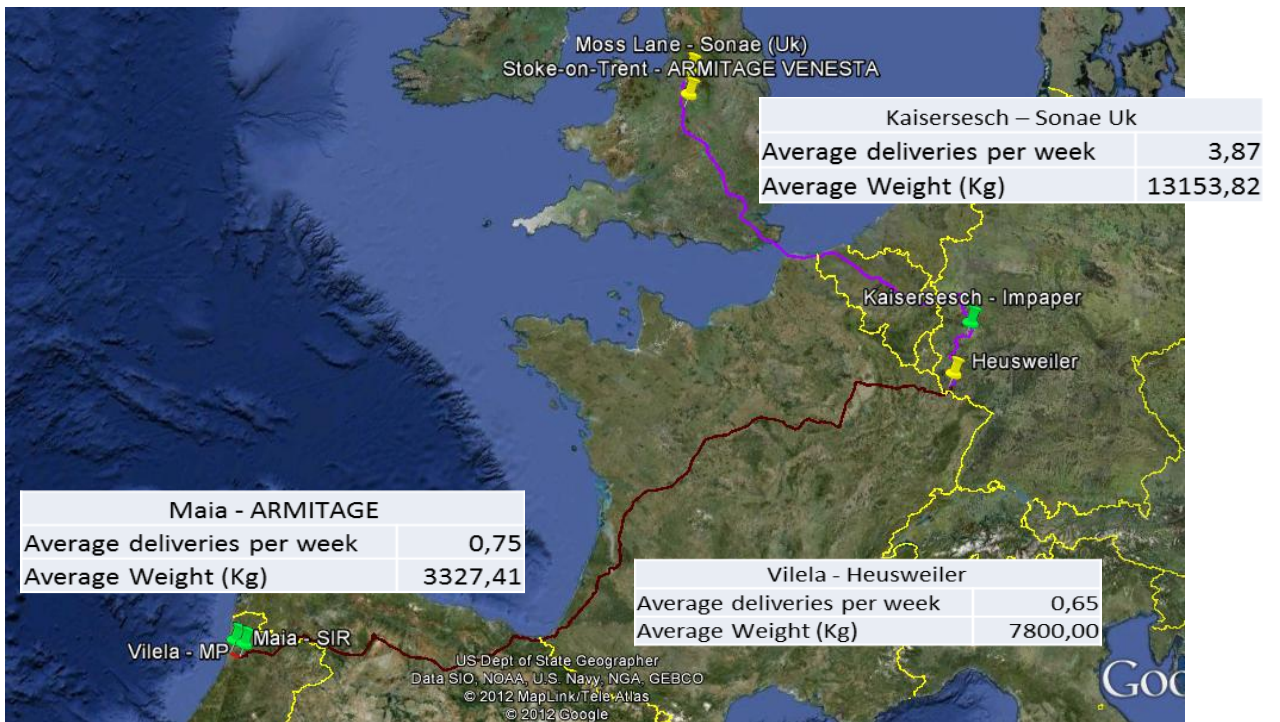 Moss Lane - Sonae (Uk)
Stoke-on-Trent - ARMITAGE VENESTA
Kaisersesch – Sonae Uk
Average deliveries per week 3,87
Average Weight (Kg) 13153,82
Kaisersesch - Impaper
Heusweiler
Maia - ARMITAGE
Average deliveries per week 0,75
Average Weight (Kg) 3327,41
Vilela - Heusweiler
Average deliveries per week 0,65
Average Weight (Kg) 7800,00
Vilela - MP
Maia - SIR
US Dept of State Geographer
Data SIO, NOAA, U.S. Navy, NGA, GEBCO
© 2012 MapLink/Tele Atlas
© 2012 Google
Goo